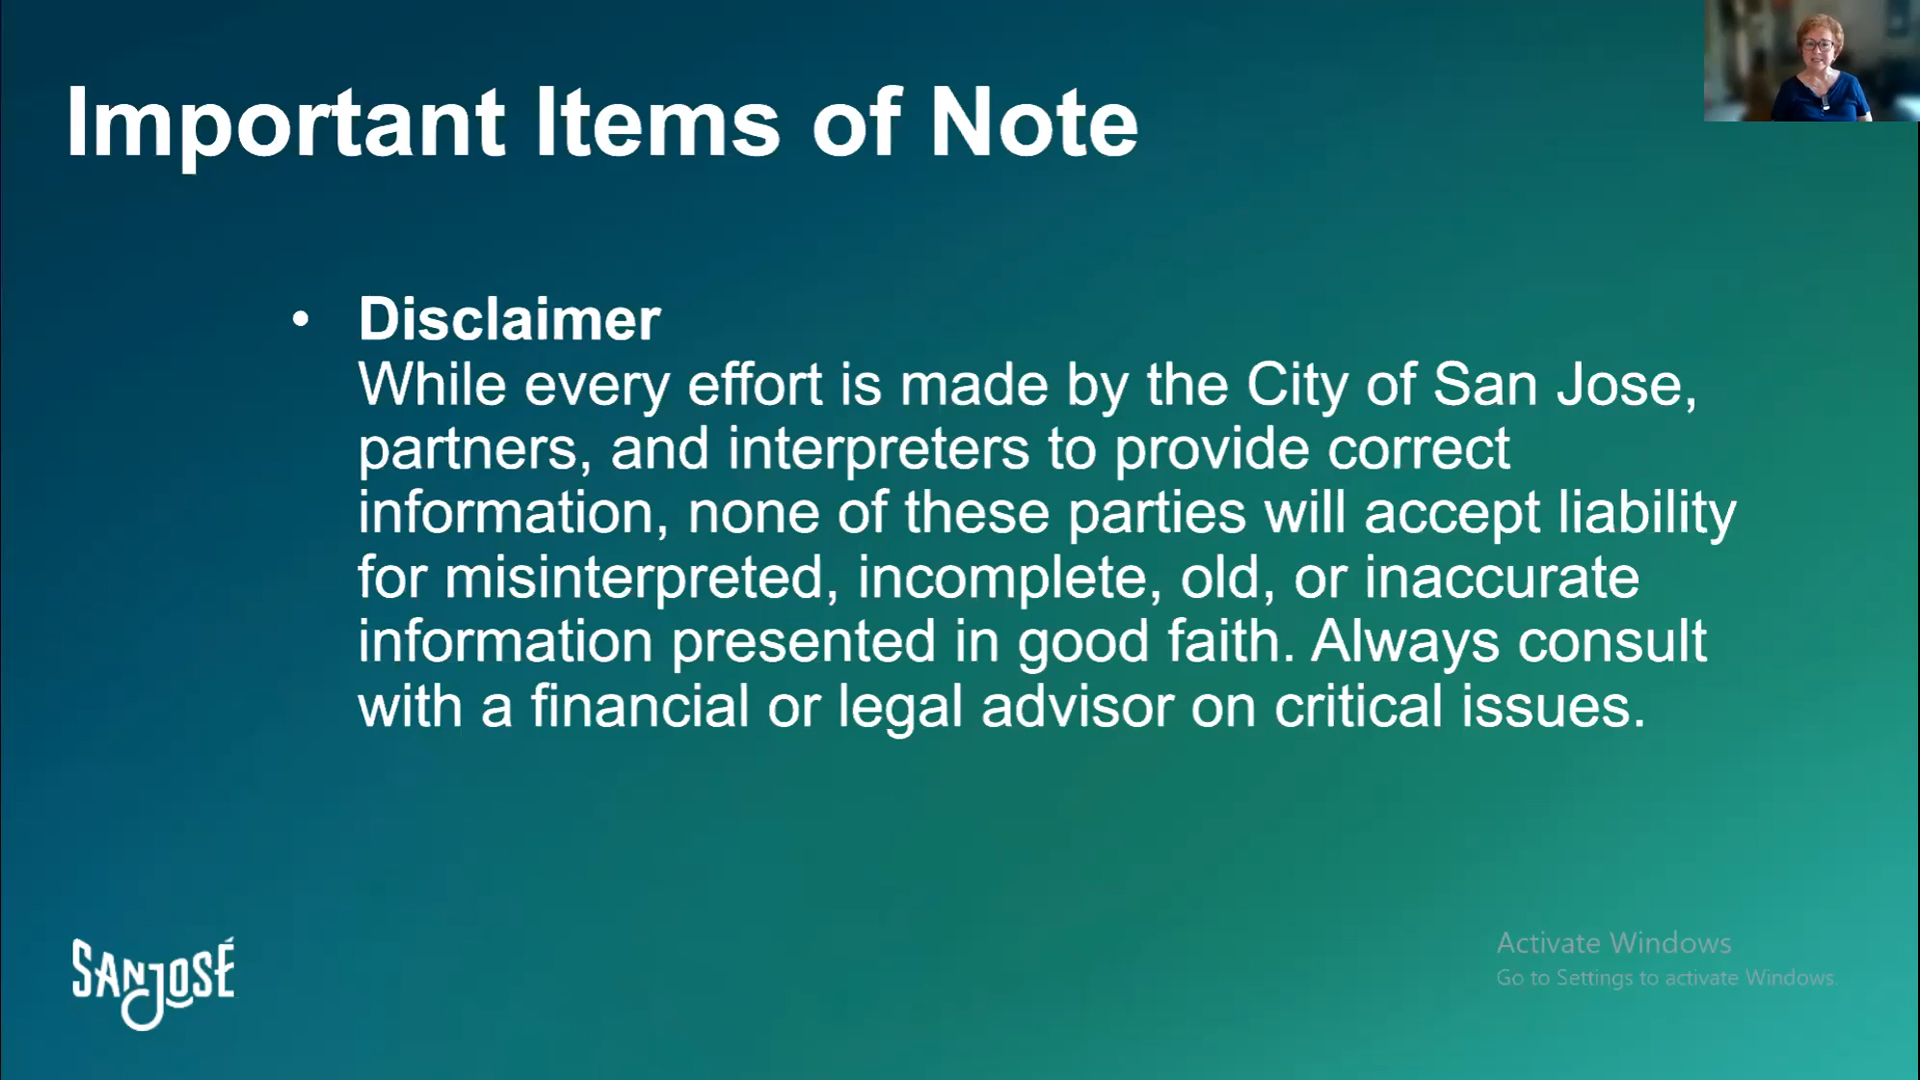 Important Items of Note
• Disclaimer
While every effort is made by the City of San Jose,
partners, and interpreters to provide correct
information, none of these parties will accept liability
for misinterpreted, incomplete, old, or inaccurate
information presented in good faith. Always consult
with a financial or legal advisor on critical issues.
SAN JOSÉ
Activate Windows
Go to Settings to activate Windows.